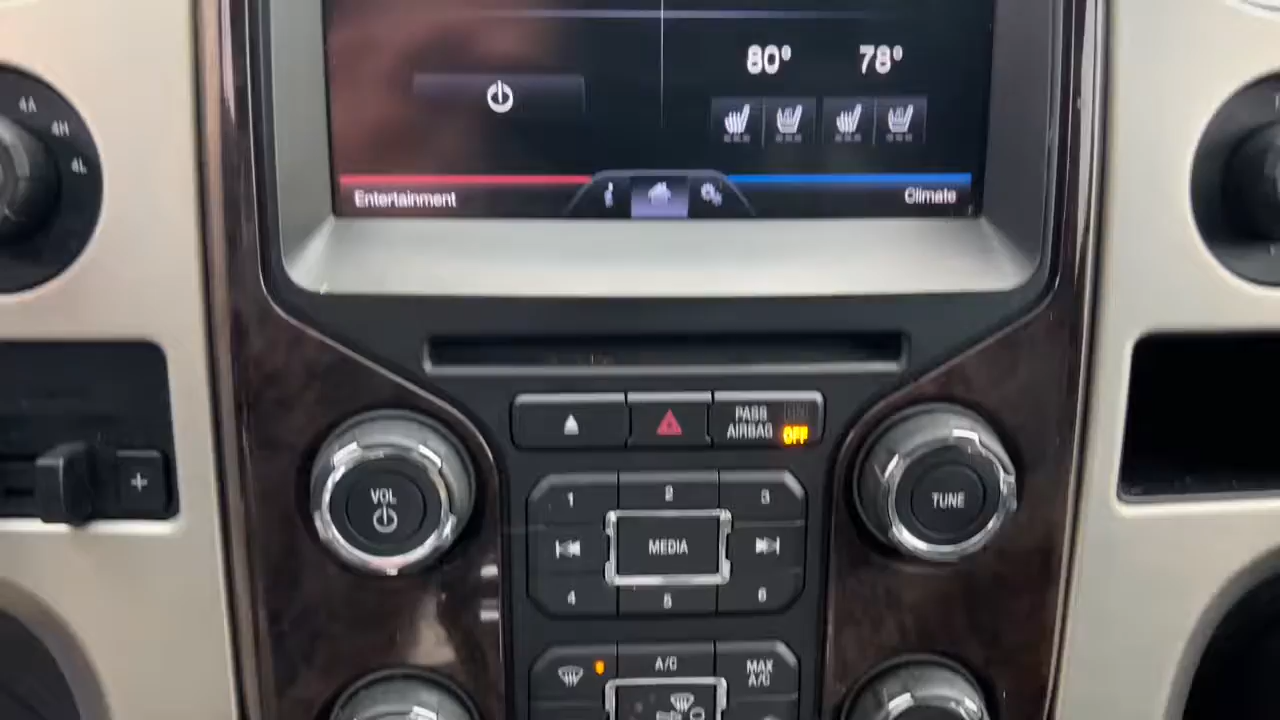 80° 78°
4A
4H
4L
Entertainment
Climate
PASS
AIRBAG
OFF
VOL
TUNE
1 2 3
MEDIA
4 5 6
+
A/C
MAX
A/C